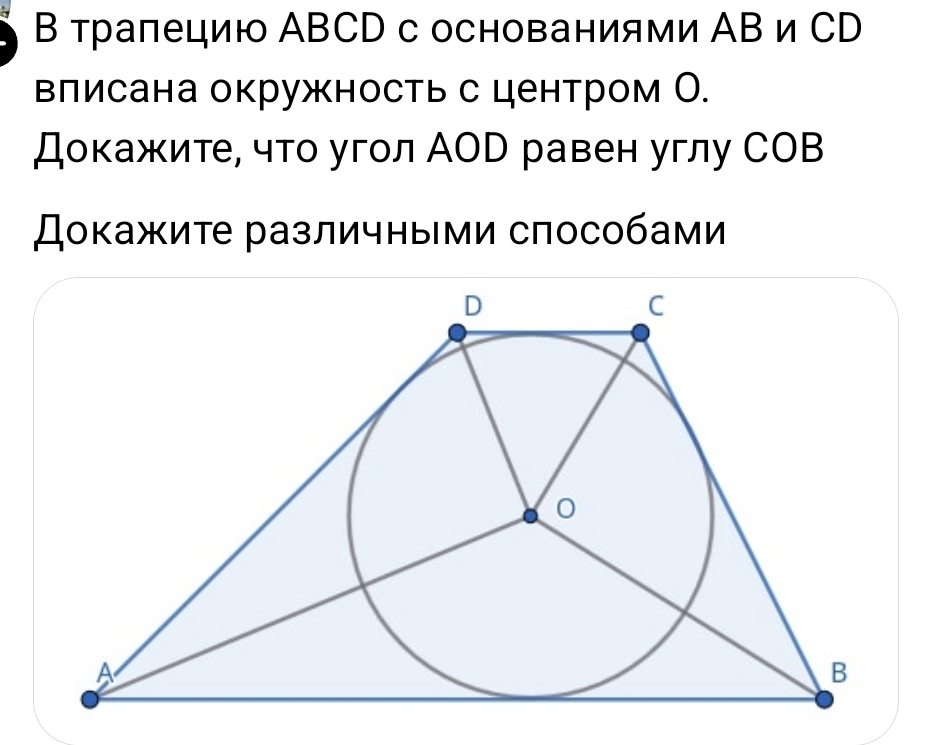 В трапецию ABCD с основаниями AB и CD
вписана окружность с центром O.
Докажите, что угол AOD равен углу COB
Докажите различными способами
D
C
O
A
B